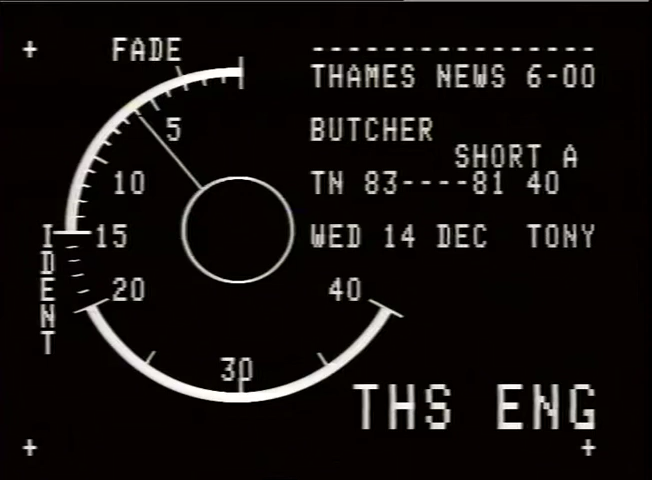 FADE
---------------
THAMES NEWS 6-00
5
BUTCHER
SHORT A
10
TN 83----81 40
IDENT
15
WED 14 DEC TONY
20
40
30
THS ENG